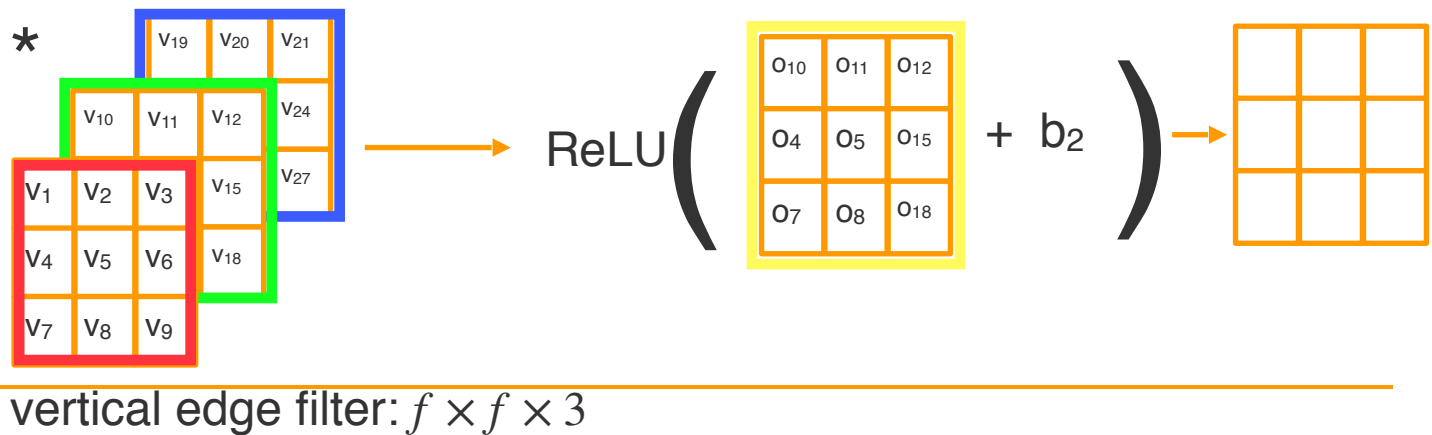 *
v19 v20 v21
v24
v27
v10 v11 v12
v15
v18
v1 v2 v3
v4 v5 v6
v7 v8 v9
ReLU(
o10 o11 o12
o4 o5 o15
o7 o8 o18
+ b2 )
vertical edge filter: f × f × 3